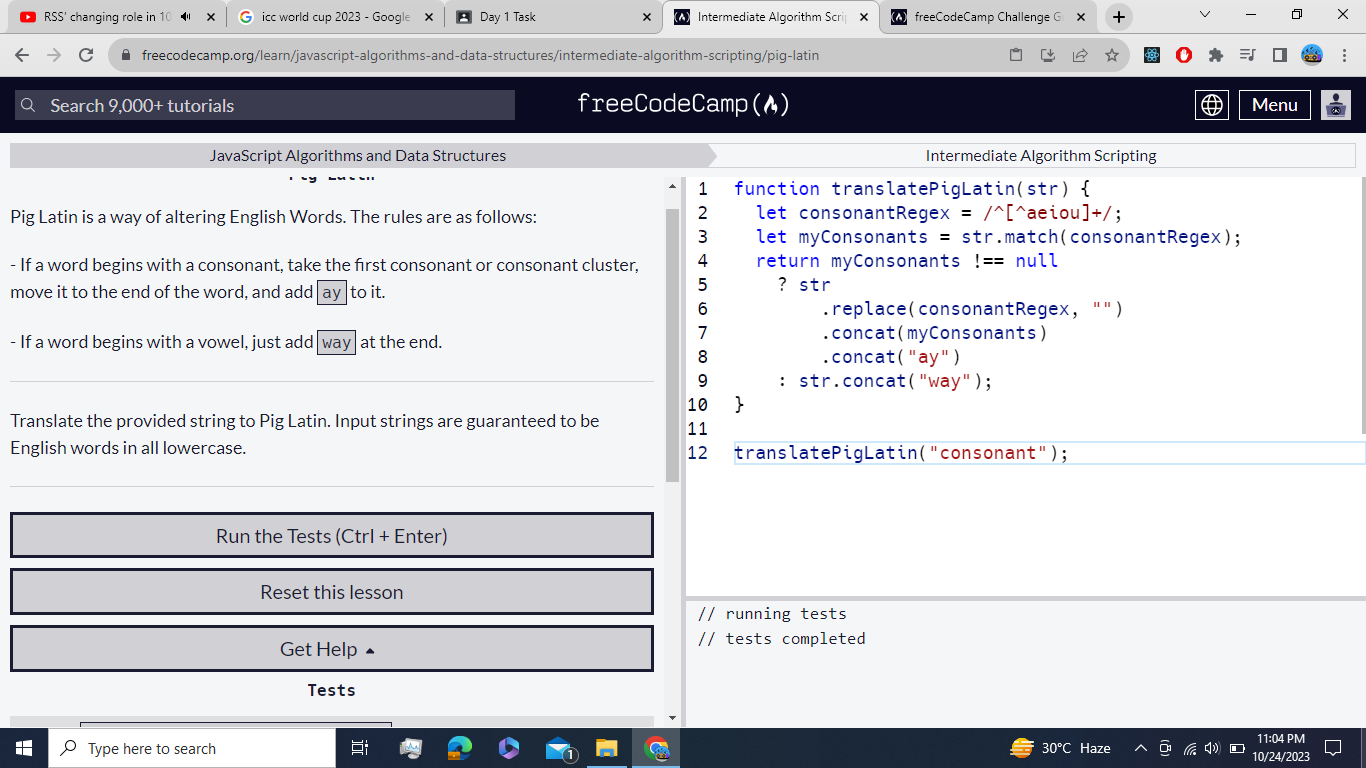 RSS' changing role in 10
icc world cup 2023 - Google
Day 1 Task
Intermediate Algorithm Scri
freeCodeCamp Challenge G
freecodecamp.org/learn/javascript-algorithms-and-data-structures/intermediate-algorithm-scripting/pig-latin
Search 9,000+ tutorials
freeCodeCamp
Menu
JavaScript Algorithms and Data Structures
Intermediate Algorithm Scripting
Pig Latin
Pig Latin is a way of altering English Words. The rules are as follows:
- If a word begins with a consonant, take the first consonant or consonant cluster,
move it to the end of the word, and add ay to it.
- If a word begins with a vowel, just add way at the end.
Translate the provided string to Pig Latin. Input strings are guaranteed to be
English words in all lowercase.
Run the Tests (Ctrl + Enter)
Reset this lesson
Get Help
Tests
1 function translatePigLatin(str) {
2 let consonantRegex = /^[^aeiou]+/;
3 let myConsonants = str.match(consonantRegex);
4 return myConsonants !== null
5 ? str
6 .replace(consonantRegex, "")
7 .concat(myConsonants)
8 .concat("ay")
9 : str.concat("way");
10 }
11
12 translatePigLatin("consonant");
// running tests
// tests completed
Type here to search
1
30°C Haze
11:04 PM
10/24/2023